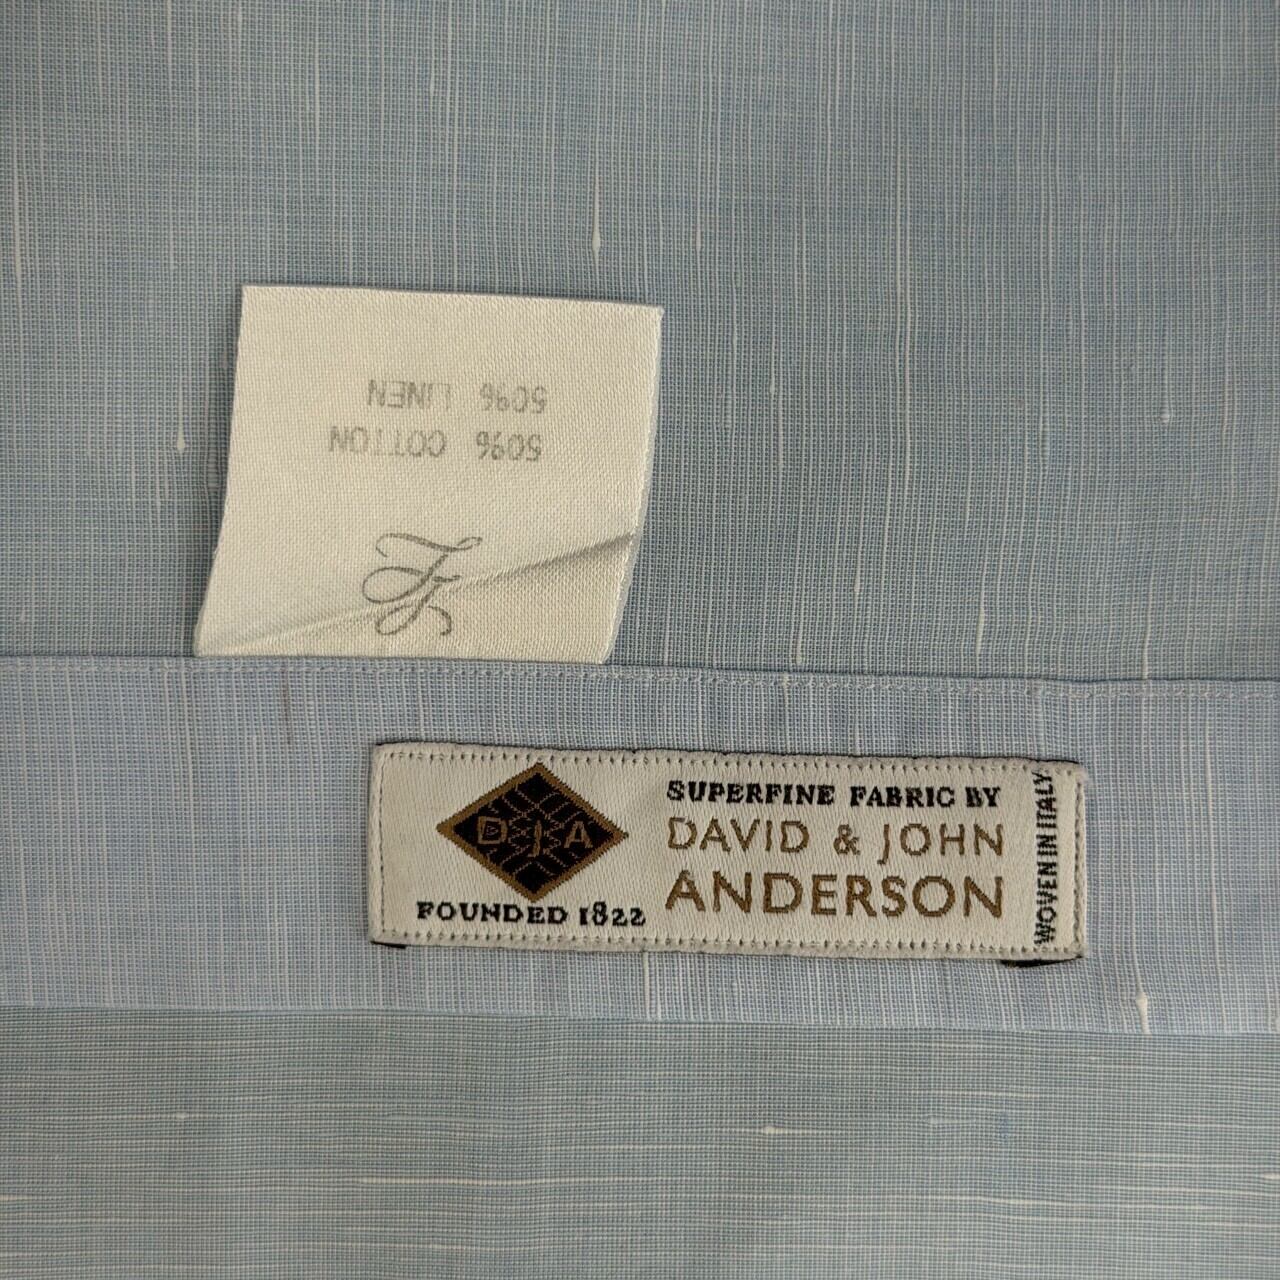 50% LINEN
50% COTTON
D J A
FOUNDED 1822
SUPERFINE FABRIC BY
DAVID & JOHN
ANDERSON
WOVEN IN ITALY